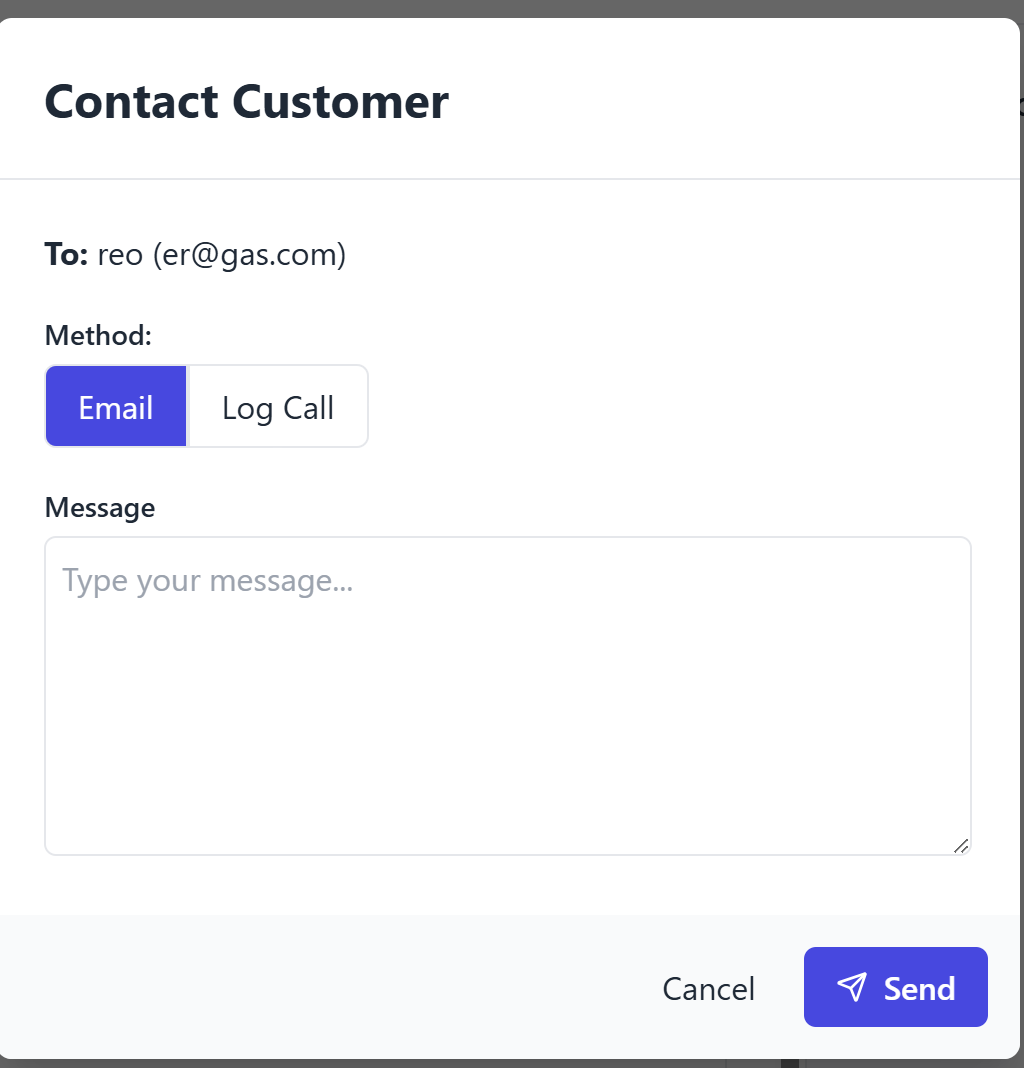 Contact Customer
To: reo (er@gas.com)
Method:
Email Log Call
Message
Type your message...
Cancel Send